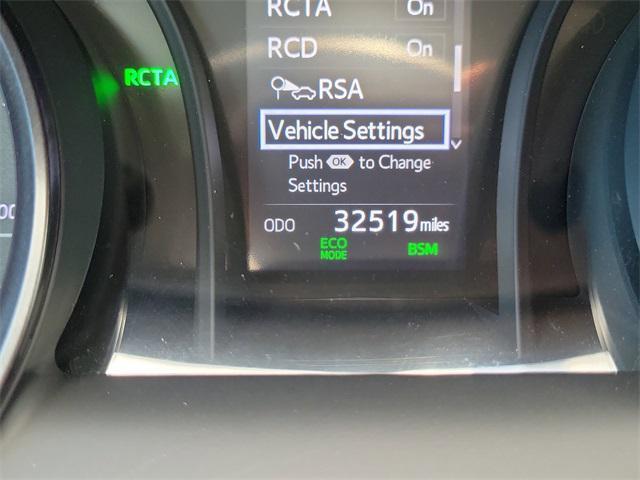 RCTA On
RCD On
RCTA
RSA
Vehicle Settings
Push OK to Change
Settings
ODO 32519 miles
ECO
MODE
BSM